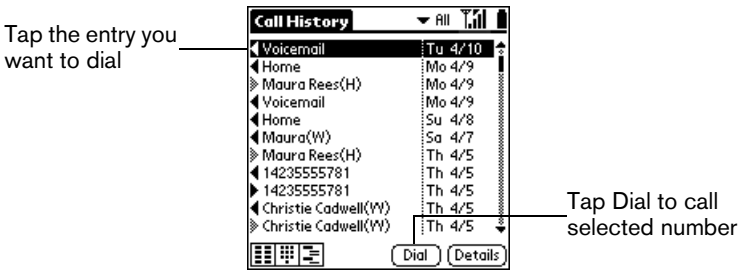 Tap the entry you
want to dial
Call History All
Voicemail Tu 4/10
Home Mo 4/9
Maura Rees(H) Mo 4/9
Voicemail Mo 4/9
Home Su 4/8
Maura(W) Sa 4/7
Maura Rees(H) Th 4/5
14235555781 Th 4/5
14235555781 Th 4/5
Christie Cadwell(W) Th 4/5
Christie Cadwell(W) Th 4/5
Dial Details
Tap Dial to call
selected number